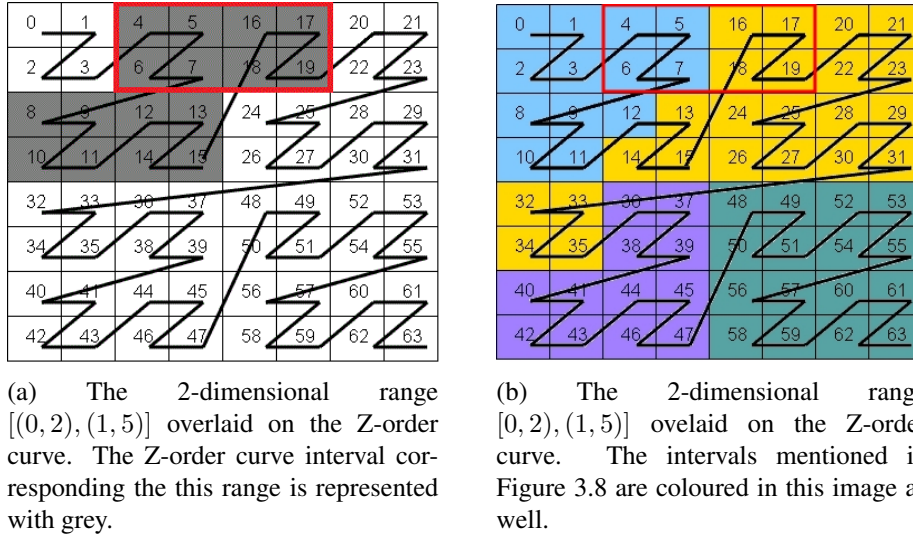 0 1 4 5 16 17 20 21
2 3 6 7 18 19 22 23
8 9 12 13 24 25 28 29
10 11 14 15 26 27 30 31
32 33 36 37 48 49 52 53
34 35 38 39 50 51 54 55
40 41 44 45 56 57 60 61
42 43 46 47 58 59 62 63
(a) The 2-dimensional range
[(0, 2), (1, 5)] overlaid on the Z-order
curve. The Z-order curve interval cor-
responding the this range is represented
with grey.
0 1 4 5 16 17 20 21
2 3 6 7 18 19 22 23
8 9 12 13 24 25 28 29
10 11 14 15 26 27 30 31
32 33 36 37 48 49 52 53
34 35 38 39 50 51 54 55
40 41 44 45 56 57 60 61
42 43 46 47 58 59 62 63
(b) The 2-dimensional rang
[0, 2), (1, 5)] ovelaid on the Z-orde
curve. The intervals mentioned i
Figure 3.8 are coloured in this image a
well.